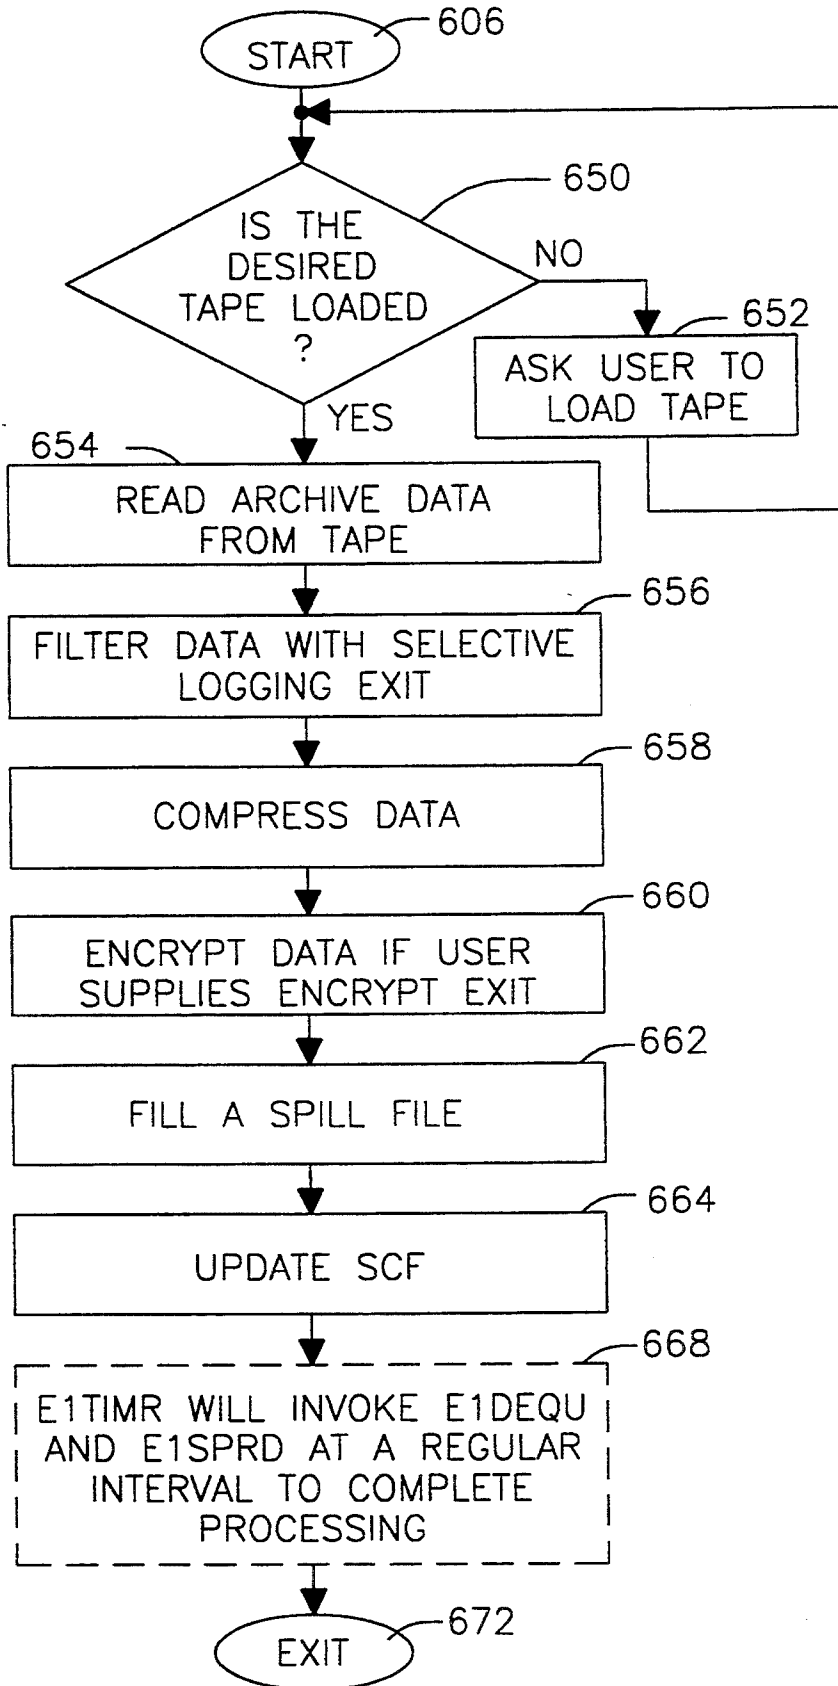 606
START
650
IS THE
DESIRED
TAPE LOADED
?
NO
652
ASK USER TO
LOAD TAPE
YES
654
READ ARCHIVE DATA
FROM TAPE
656
FILTER DATA WITH SELECTIVE
LOGGING EXIT
658
COMPRESS DATA
660
ENCRYPT DATA IF USER
SUPPLIES ENCRYPT EXIT
662
FILL A SPILL FILE
664
UPDATE SCF
668
E1TIMR WILL INVOKE E1DEQU
AND E1SPRD AT A REGULAR
INTERVAL TO COMPLETE
PROCESSING
672
EXIT